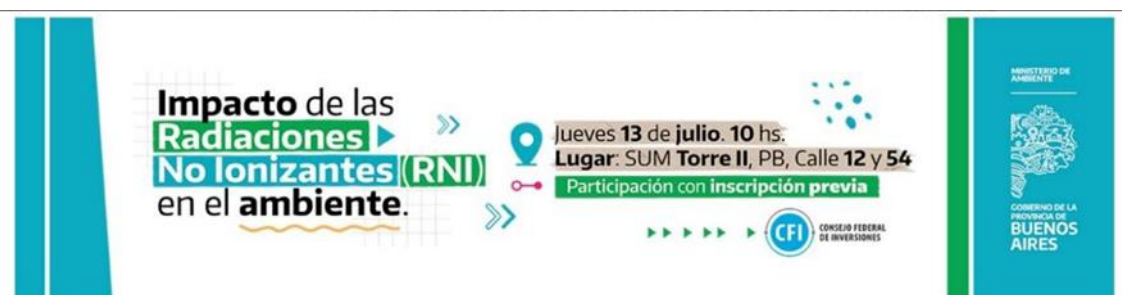 Impacto de las
Radiaciones
No Ionizantes (RNI)
en el ambiente.
Jueves 13 de julio. 10 hs.
Lugar: SUM Torre II, PB, Calle 12 y 54
Participación con inscripción previa
CFI
CONSEJO FEDERAL
DE INVERSIONES
MINISTERIO DE
AMBIENTE
GOBIERNO DE LA
PROVINCIA DE
BUENOS
AIRES